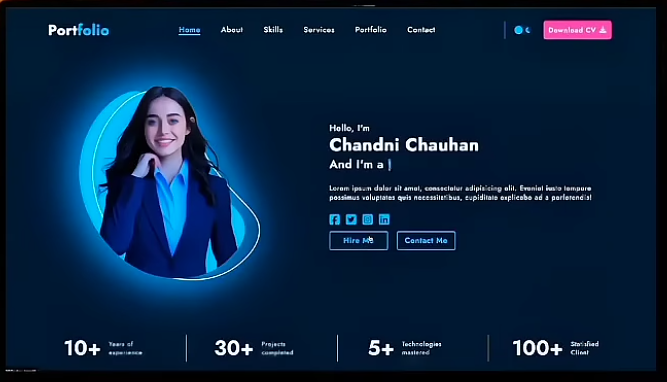 Portfolio
Home About Skills Services Portfolio Contact
Download CV
Hello, I'm
Chandni Chauhan
And I'm a |
Lorem ipsum dolor sit amet, consectetur adipisicing elit. Eveniet iusto tempore
possimus voluptates quis necessitatibus, cupiditate explicabo ad a perferendis!
Hire Me
Contact Me
10+ Years of
experience
30+ Projects
completed
5+ Technologies
mastered
100+ Statisfied
Client